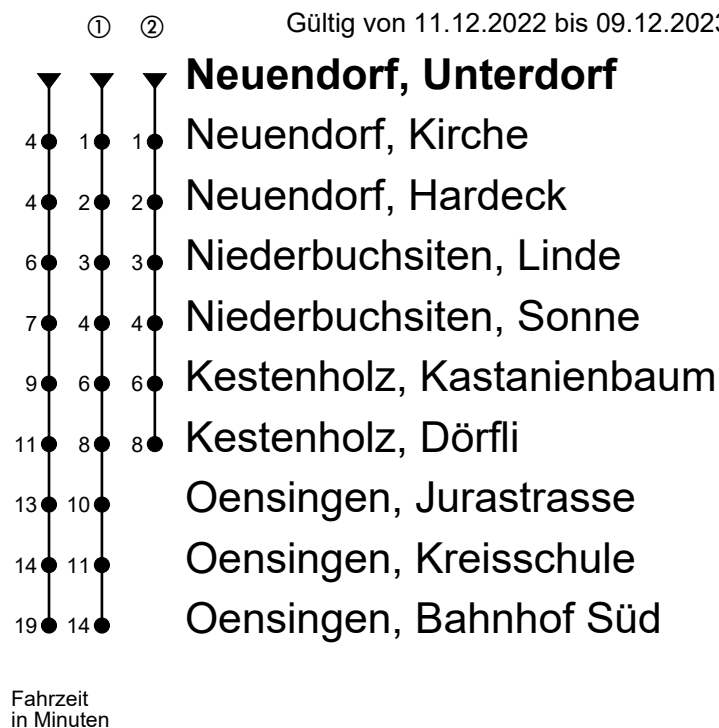 ① ② Gültig von 11.12.2022 bis 09.12.2023
Neuendorf, Unterdorf
4 1 1 Neuendorf, Kirche
4 2 2 Neuendorf, Hardeck
6 3 3 Niederbuchsiten, Linde
7 4 4 Niederbuchsiten, Sonne
9 6 6 Kestenholz, Kastanienbaum
11 8 8 Kestenholz, Dörfli
13 10 Oensingen, Jurastrasse
14 11 Oensingen, Kreisschule
19 14 Oensingen, Bahnhof Süd
Fahrzeit
in Minuten